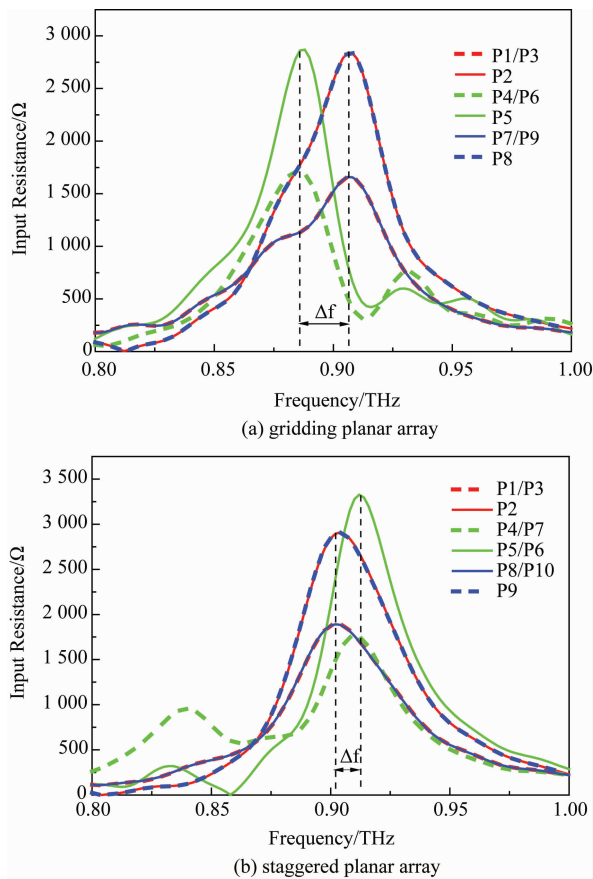 3 000
2 500
2 000
1 500
1 000
500
0
Input Resistance/Ω
P1/P3
P2
P4/P6
P5
P7/P9
P8
Δf
0.80
0.85
0.90
0.95
1.00
Frequency/THz
(a) gridding planar array
3 500
3 000
2 500
2 000
1 500
1 000
500
0
Input Resistance/Ω
P1/P3
P2
P4/P7
P5/P6
P8/P10
P9
Δf
0.80
0.85
0.90
0.95
1.00
Frequency/THz
(b) staggered planar array